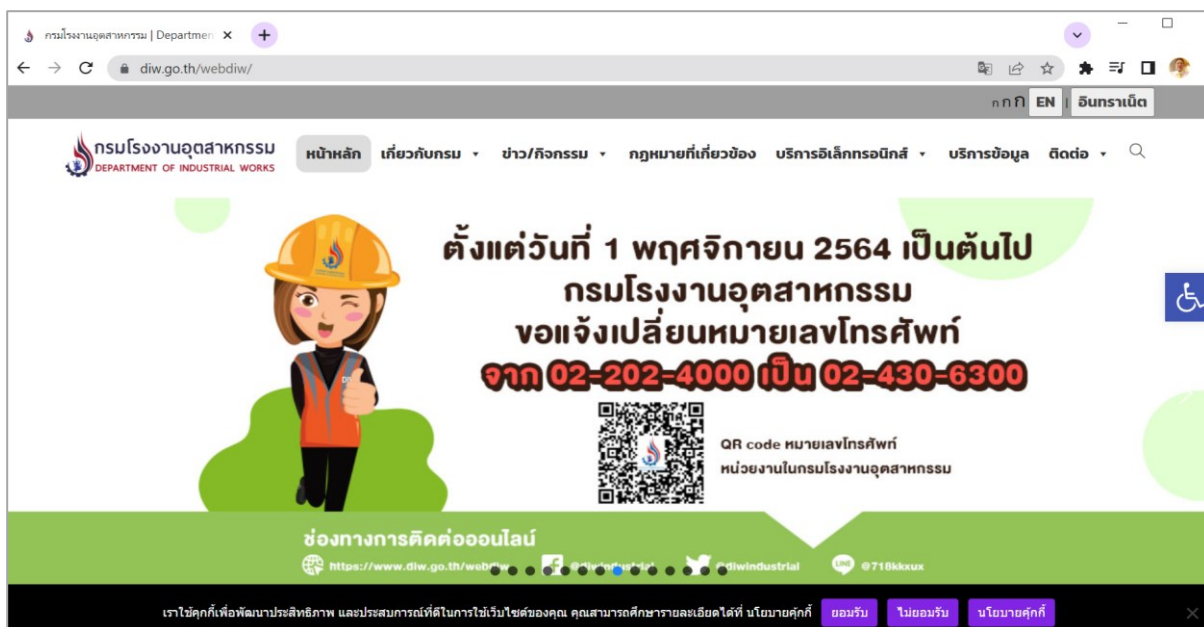 กรมโรงงานอุตสาหกรรม | Departmen
diw.go.th/webdiw/
ก ก ก EN | อินทราเน็ต
กรมโรงงานอุตสาหกรรม
DEPARTMENT OF INDUSTRIAL WORKS
หน้าหลัก เกี่ยวกับกรม ข่าว/กิจกรรม กฎหมายที่เกี่ยวข้อง บริการอิเล็กทรอนิกส์ บริการข้อมูล ติดต่อ
ตั้งแต่วันที่ 1 พฤศจิกายน 2564 เป็นต้นไป
กรมโรงงานอุตสาหกรรม
ขอแจ้งเปลี่ยนหมายเลขโทรศัพท์
จาก 02-202-4000 เป็น 02-430-6300
QR code หมายเลขโทรศัพท์
หน่วยงานในกรมโรงงานอุตสาหกรรม
ช่องทางการติดต่อออนไลน์
https://www.diw.go.th/webdiw @diwindustrial @diwindustrial @718kkxux
เราใช้คุกกี้เพื่อพัฒนาประสิทธิภาพ และประสบการณ์ที่ดีในการใช้เว็บไซต์ของคุณ คุณสามารถศึกษารายละเอียดได้ที่ นโยบายคุกกี้ ยอมรับ ไม่ยอมรับ นโยบายคุกกี้